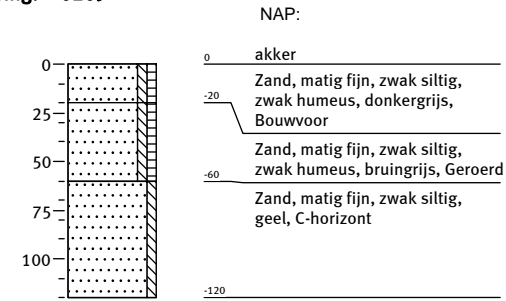 NAP:
0
25
50
75
100
0 akker
Zand, matig fijn, zwak siltig,
-20
zwak humeus, donkergrijs,
Bouwvoor
Zand, matig fijn, zwak siltig,
zwak humeus, bruingrijs, Geroerd
-60
Zand, matig fijn, zwak siltig,
geel, C-horizont
-120